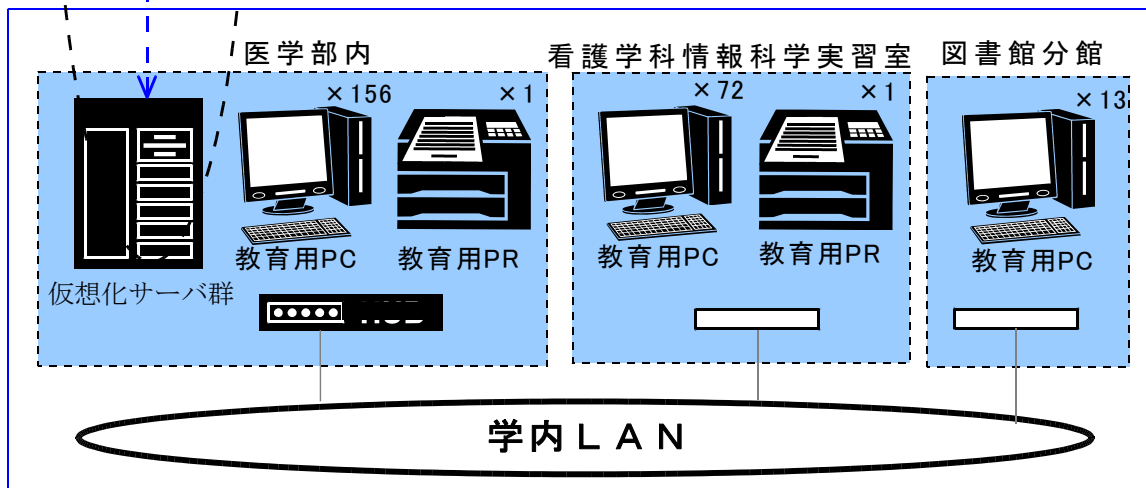 医学部内
×156
×1
教育用PC
教育用PR
仮想化サーバ群
看護学科情報科学実習室
×72
×1
教育用PC
教育用PR
図書館分館
×13
教育用PC
学内ＬＡＮ